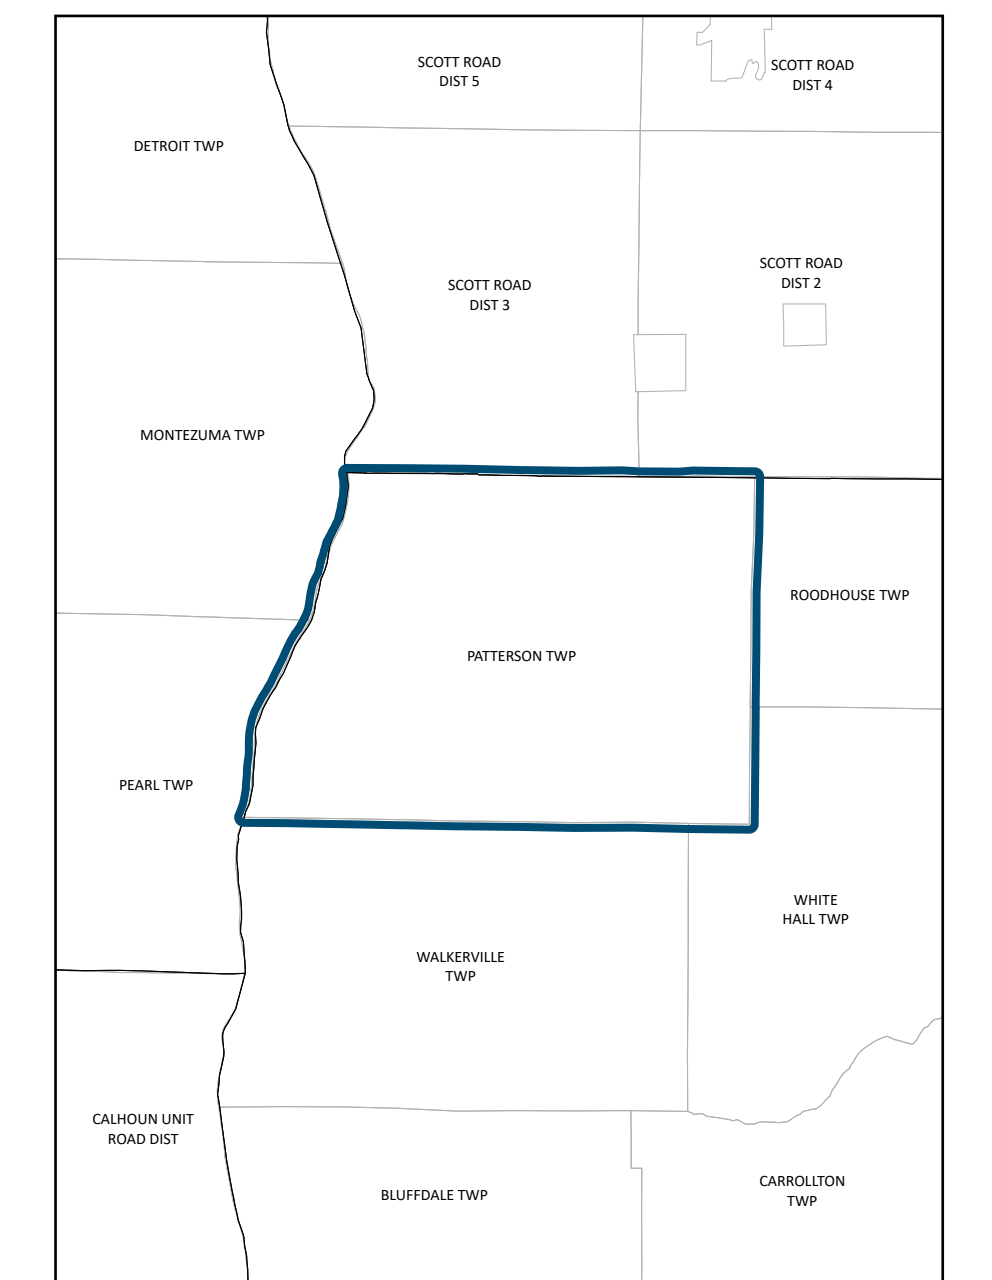 SCOTT ROAD
DIST 5
SCOTT ROAD
DIST 4
DETROIT TWP
SCOTT ROAD
DIST 2
SCOTT ROAD
DIST 3
MONTEZUMA TWP
ROODHOUSE TWP
PATTERSON TWP
PEARL TWP
WHITE
HALL TWP
WALKERVILLE
TWP
CALHOUN UNIT
ROAD DIST
BLUFFDALE TWP
CARROLLTON
TWP